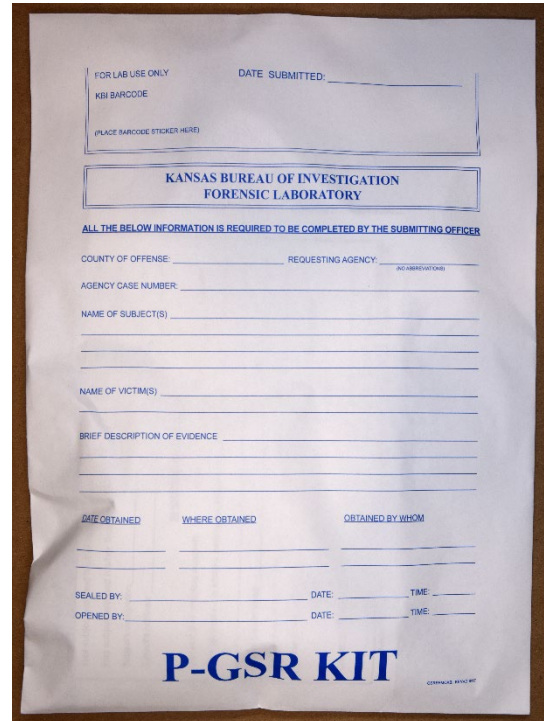 FOR LAB USE ONLY DATE SUBMITTED:
KBI BARCODE
(PLACE BARCODE STICKER HERE)
KANSAS BUREAU OF INVESTIGATION
FORENSIC LABORATORY
ALL THE BELOW INFORMATION IS REQUIRED TO BE COMPLETED BY THE SUBMITTING OFFICER
COUNTY OF OFFENSE: REQUESTING AGENCY:
(NO ABBREVIATIONS)
AGENCY CASE NUMBER:
NAME OF SUBJECT(S)
NAME OF VICTIM(S)
BRIEF DESCRIPTION OF EVIDENCE
DATE OBTAINED WHERE OBTAINED OBTAINED BY WHOM
SEALED BY: DATE: TIME:
OPENED BY: DATE: TIME:
P-GSR KIT